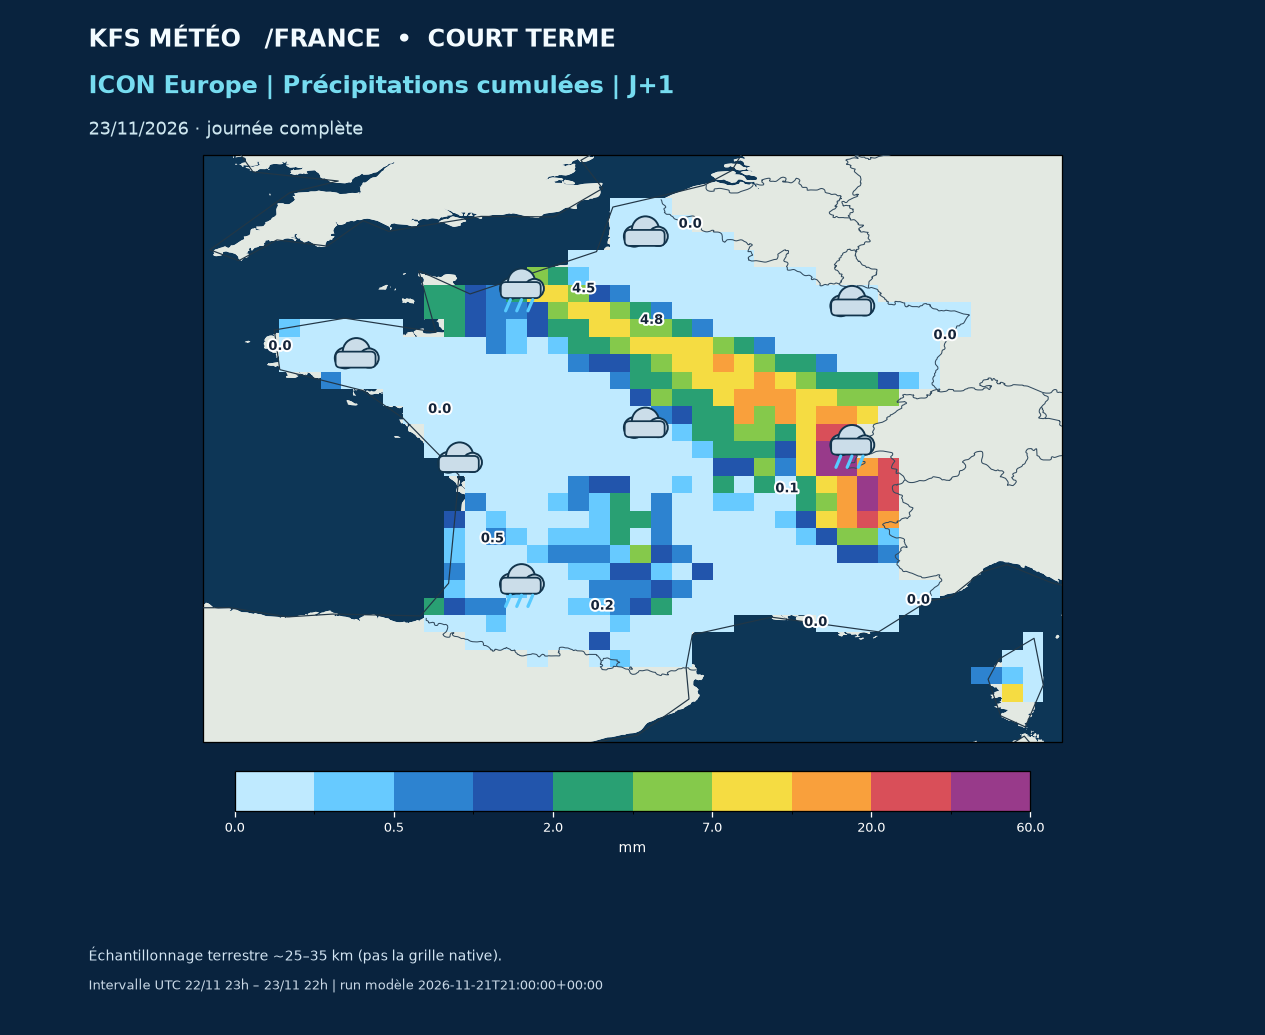 KFS MÉTÉO /FRANCE • COURT TERME
ICON Europe | Précipitations cumulées | J+1
23/11/2026 · journée complète
0.0
4.5
4.8
0.0
0.0
0.0
0.1
0.5
0.2
0.0
0.0
0.0 0.5 2.0 7.0 20.0 60.0
mm
Échantillonnage terrestre ~25–35 km (pas la grille native).
Intervalle UTC 22/11 23h – 23/11 22h | run modèle 2026-11-21T21:00:00+00:00